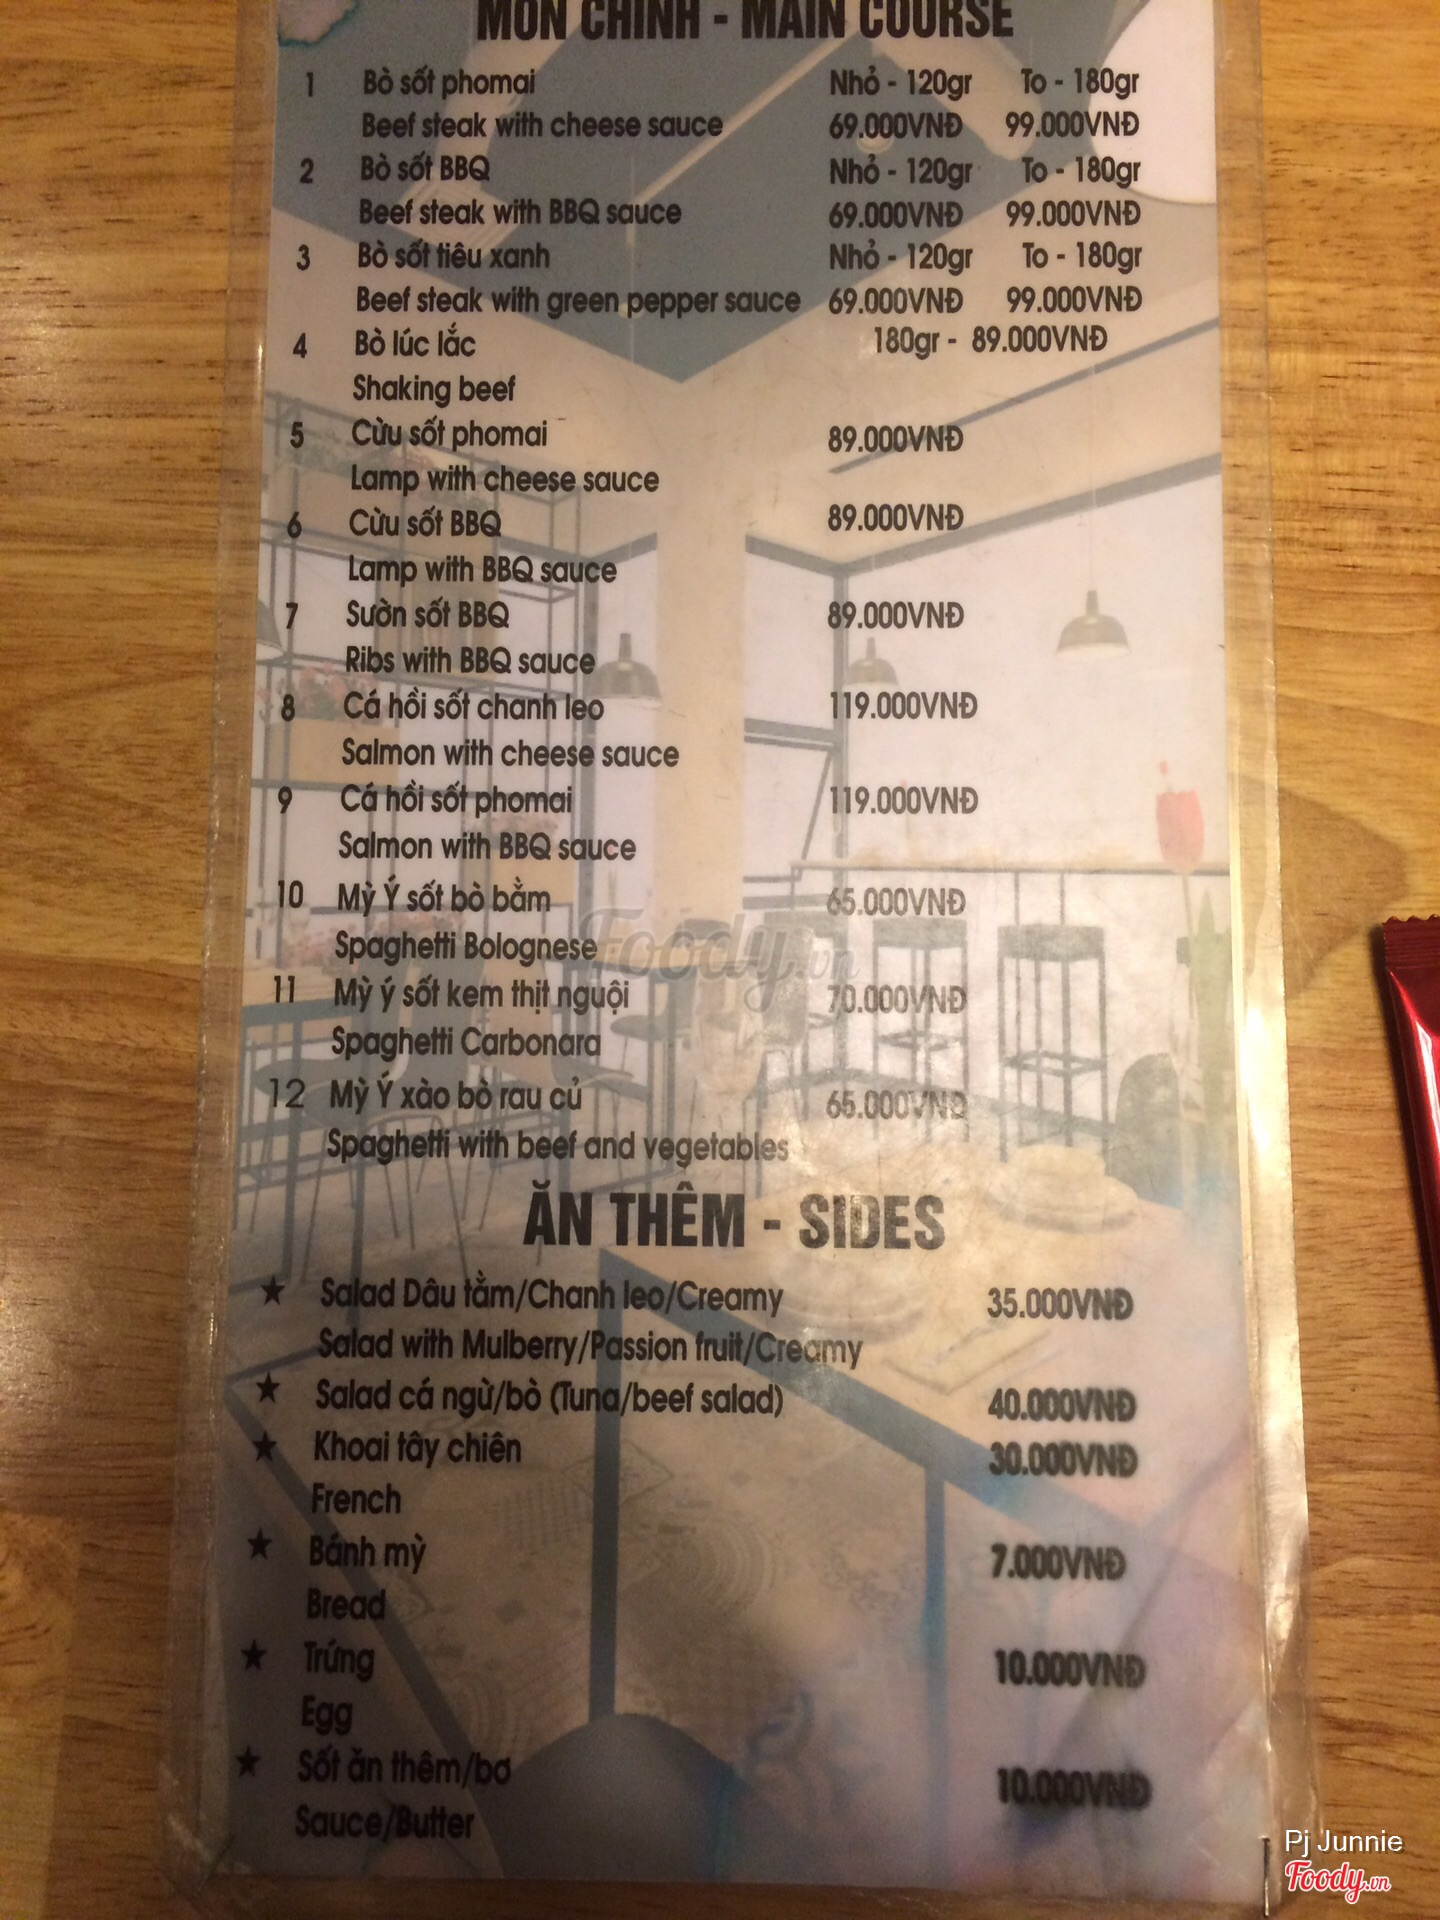 MÓN CHÍNH - MAIN COURSE
1 Bò sốt phomai Nhỏ - 120gr To - 180gr
Beef steak with cheese sauce 69.000VNĐ 99.000VNĐ
2 Bò sốt BBQ Nhỏ - 120gr To - 180gr
Beef steak with BBQ sauce 69.000VNĐ 99.000VNĐ
3 Bò sốt tiêu xanh Nhỏ - 120gr To - 180gr
Beef steak with green pepper sauce 69.000VNĐ 99.000VNĐ
4 Bò lúc lắc 180gr - 89.000VNĐ
Shaking beef
5 Cừu sốt phomai 89.000VNĐ
Lamp with cheese sauce
6 Cừu sốt BBQ 89.000VNĐ
Lamp with BBQ sauce
7 Sườn sốt BBQ 89.000VNĐ
Ribs with BBQ sauce
8 Cá hồi sốt chanh leo 119.000VNĐ
Salmon with cheese sauce
9 Cá hồi sốt phomai 119.000VNĐ
Salmon with BBQ sauce
10 Mỳ Ý sốt bò bằm 65.000VNĐ
Spaghetti Bolognese
Foody.vn
11 Mỳ ý sốt kem thịt nguội 70.000VNĐ
Spaghetti Carbonara
12 Mỳ Ý xào bò rau củ 65.000VNĐ
Spaghetti with beef and vegetables
ĂN THÊM - SIDES
★ Salad Dâu tằm/Chanh leo/Creamy 35.000VNĐ
Salad with Mulberry/Passion fruit/Creamy
★ Salad cá ngừ/bò (Tuna/beef salad) 40.000VNĐ
★ Khoai tây chiên 30.000VNĐ
French
★ Bánh mỳ 7.000VNĐ
Bread
★ Trứng 10.000VNĐ
Egg
★ Sốt ăn thêm/bơ 10.000VNĐ
Sauce/Butter
Pj Junnie
Foody.vn